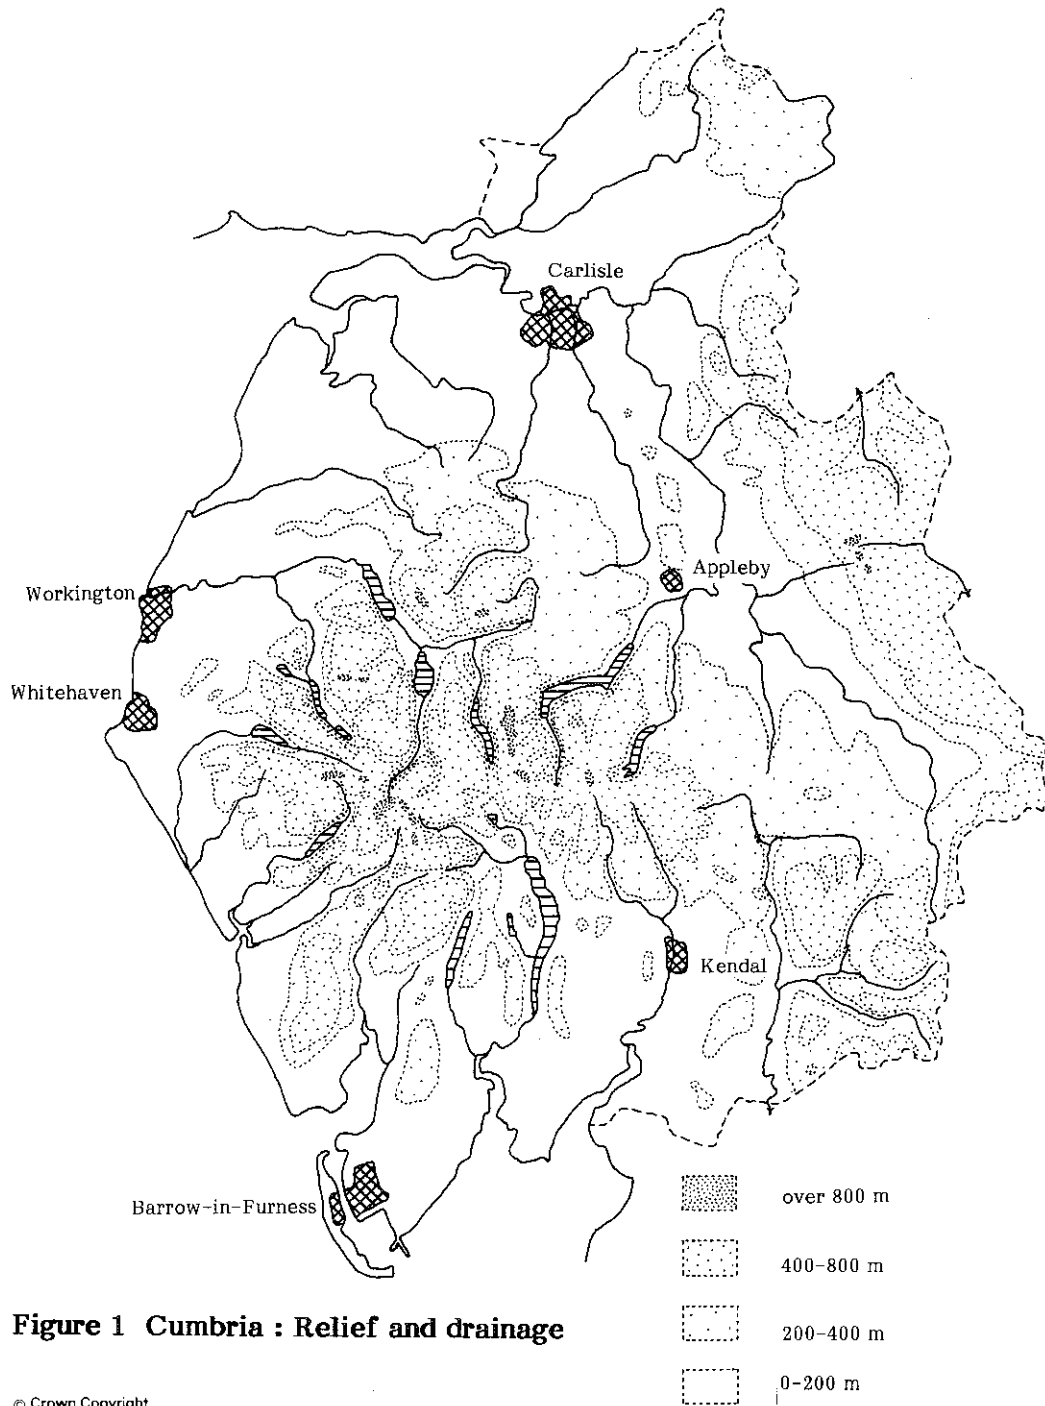 Carlisle
Appleby
Workington
Whitehaven
Kendal
Barrow-in-Furness
over 800 m
400-800 m
200-400 m
0-200 m
Figure 1 Cumbria : Relief and drainage
© Crown Copyright